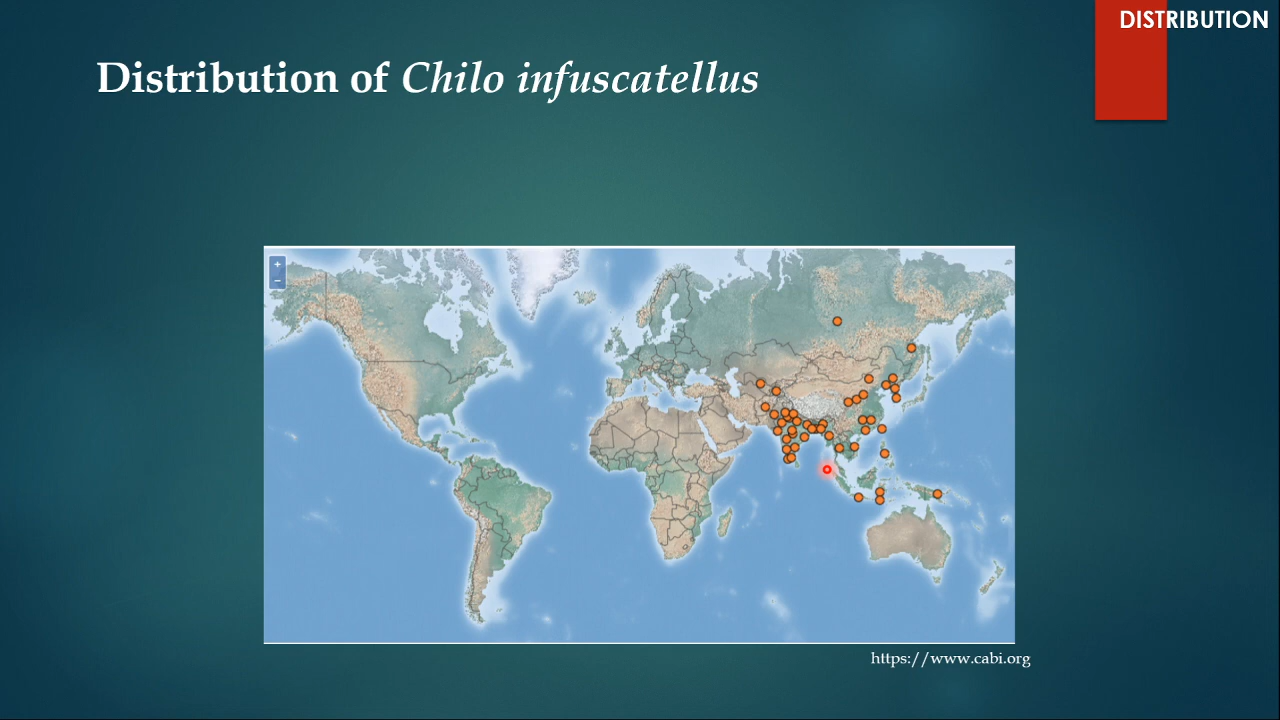 DISTRIBUTION
Distribution of Chilo infuscatellus
+
−
https://www.cabi.org